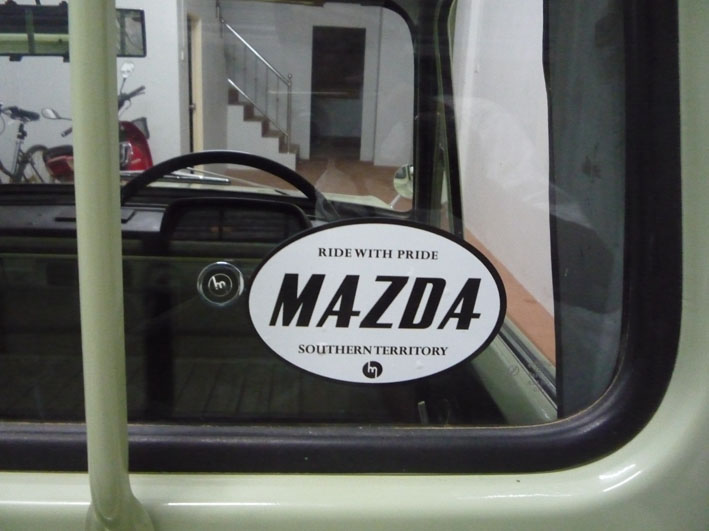 RIDE WITH PRIDE
MAZDA
SOUTHERN TERRITORY
m